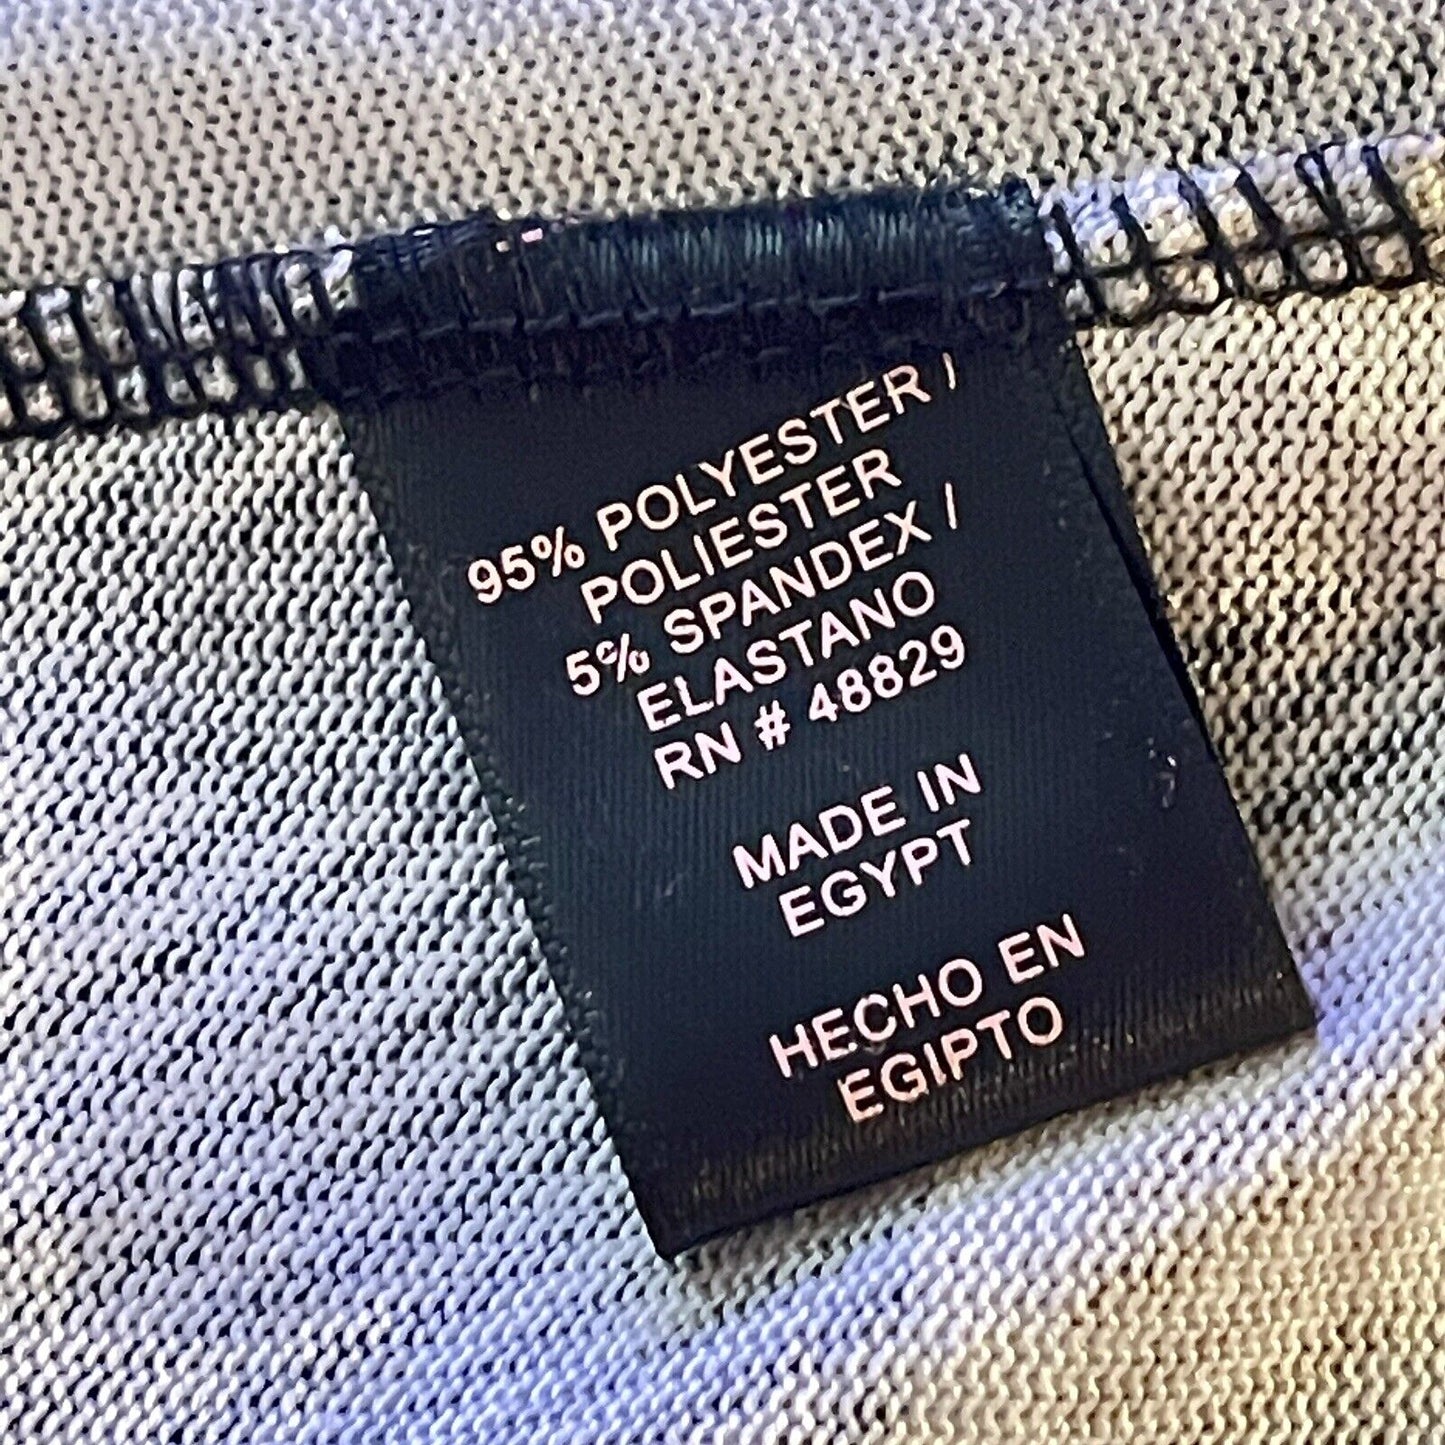 95% POLYESTER /
POLIESTER
5% SPANDEX /
ELASTANO
RN # 48829
MADE IN
EGYPT
HECHO EN
EGIPTO